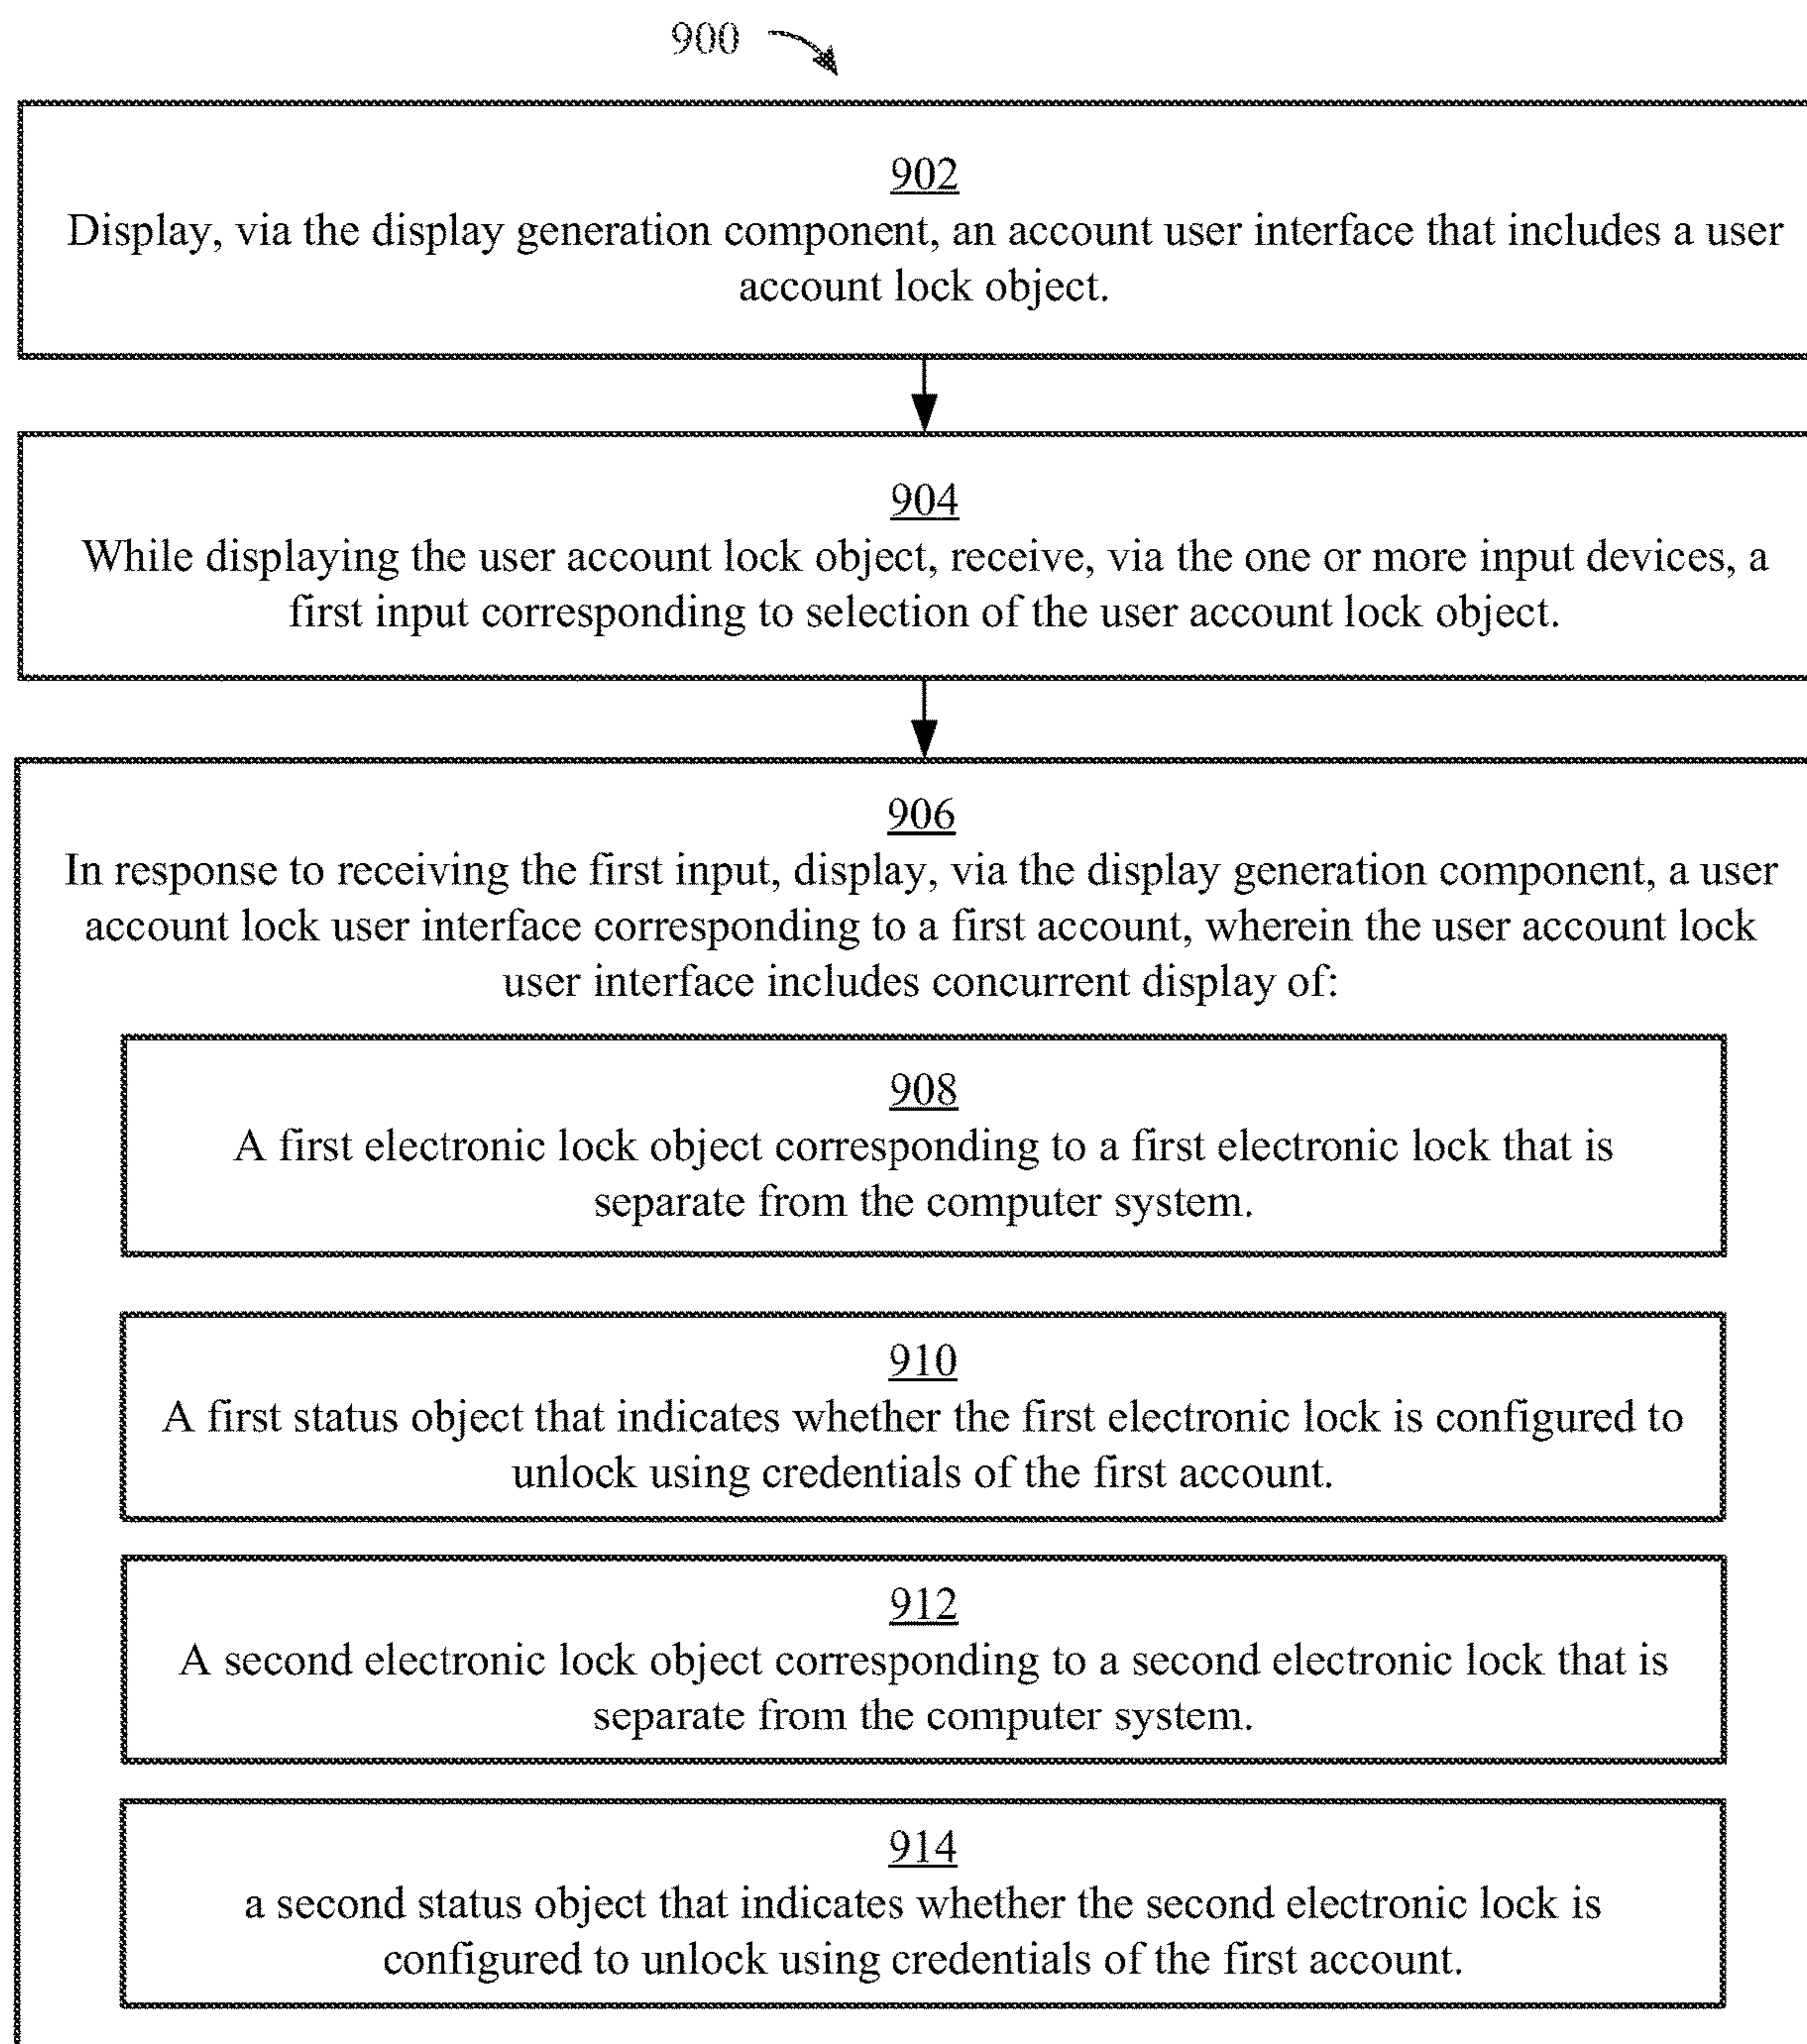 900
902
Display, via the display generation component, an account user interface that includes a user
account lock object.
904
While displaying the user account lock object, receive, via the one or more input devices, a
first input corresponding to selection of the user account lock object.
906
In response to receiving the first input, display, via the display generation component, a user
account lock user interface corresponding to a first account, wherein the user account lock
user interface includes concurrent display of:
908
A first electronic lock object corresponding to a first electronic lock that is
separate from the computer system.
910
A first status object that indicates whether the first electronic lock is configured to
unlock using credentials of the first account.
912
A second electronic lock object corresponding to a second electronic lock that is
separate from the computer system.
914
a second status object that indicates whether the second electronic lock is
configured to unlock using credentials of the first account.